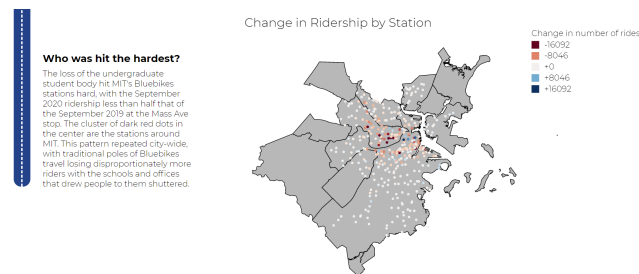 Change in Ridership by Station
Who was hit the hardest?
The loss of the undergraduate
student body hit MIT's Bluebikes
stations hard, with the September
2020 ridership less than half that of
the September 2019 at the Mass Ave
stop. The cluster of dark red dots in
the center are the stations around
MIT. This pattern repeated city-wide,
with traditional poles of Bluebikes
travel losing disproportionately more
riders with the schools and offices
that drew people to them shuttered.
Change in number of rides
-16092
-8046
+0
+8046
+16092